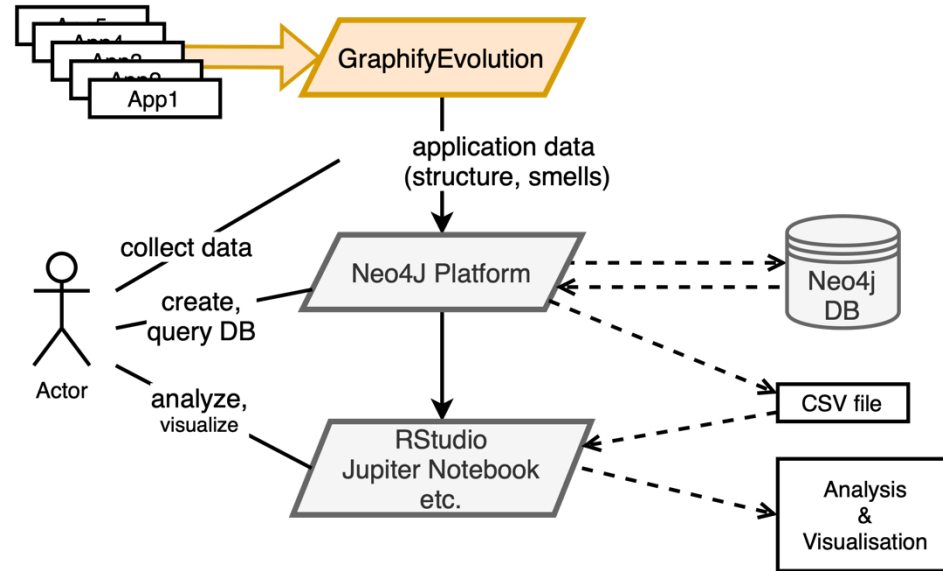 App1
GraphifyEvolution
application data
(structure, smells)
collect data
Neo4J Platform
Neo4j
DB
create,
query DB
Actor
CSV file
analyze,
visualize
RStudio
Jupiter Notebook
etc.
Analysis
&
Visualisation